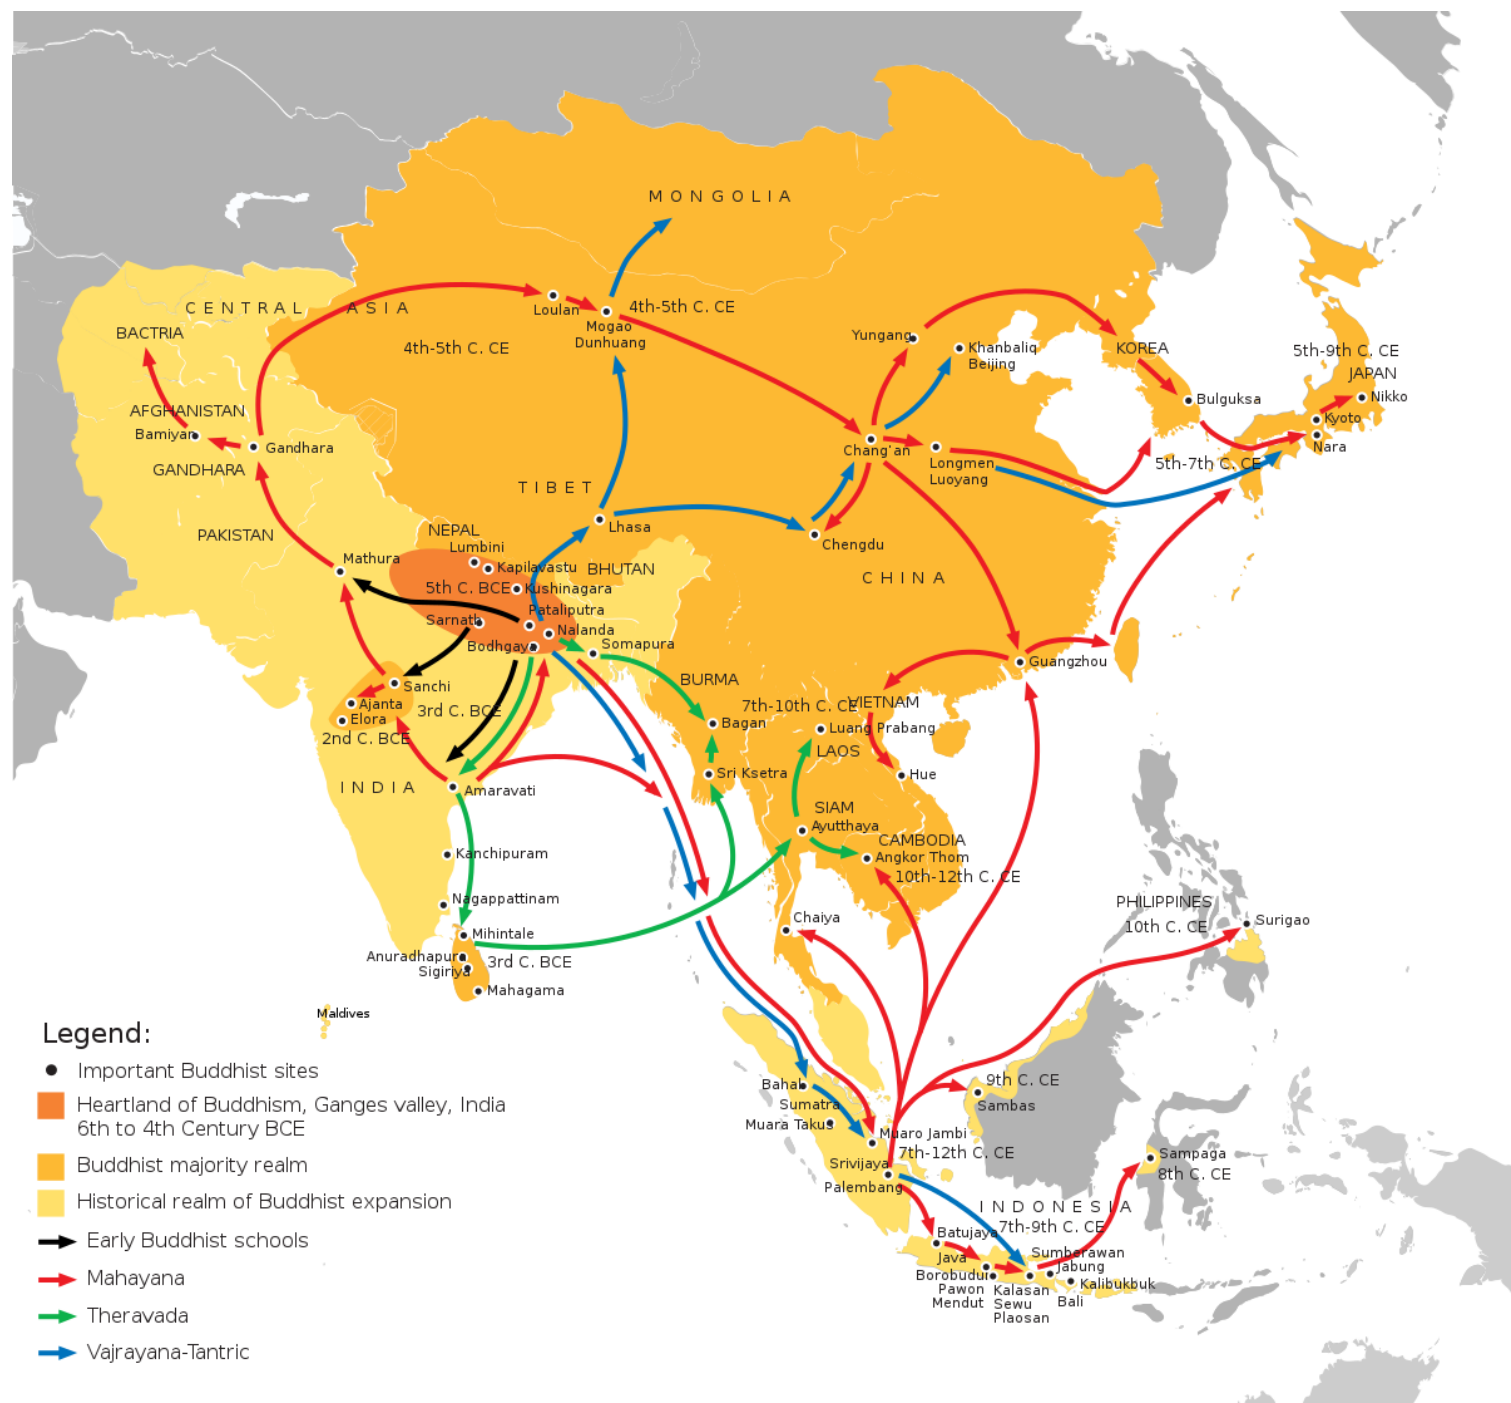 MONGOLIA
CENTRAL ASIA
BACTRIA
Loulan
4th-5th C. CE
Mogao
Dunhuang
4th-5th C. CE
Yungang
Khanbaliq
Beijing
KOREA
5th-9th C. CE
JAPAN
Nikko
Bulguksa
Kyoto
Nara
AFGHANISTAN
Bamiyan
Gandhara
GANDHARA
Chang'an
Longmen
Luoyang
5th-7th C. CE
TIBET
Lhasa
Chengdu
PAKISTAN
NEPAL
Lumbini
Mathura
Kapilavastu
BHUTAN
5th C. BCE
Kushinagara
CHINA
Pataliputra
Sarnath
Nalanda
Bodhgaya
Somapura
Guangzhou
Sanchi
BURMA
Ajanta
3rd C. BCE
7th-10th C. CE
VIETNAM
Elora
2nd C. BCE
Bagan
Luang Prabang
LAOS
INDIA
Amaravati
Sri Ksetra
Hue
SIAM
Ayutthaya
CAMBODIA
Angkor Thom
10th-12th C. CE
Kanchipuram
Nagappattinam
Chaiya
PHILIPPINES
10th C. CE
Surigao
Mihintale
Anuradhapura
Sigiriya
3rd C. BCE
Mahagama
Maldives
Legend:
Important Buddhist sites
Heartland of Buddhism, Ganges valley, India
6th to 4th Century BCE
Buddhist majority realm
Historical realm of Buddhist expansion
Early Buddhist schools
Mahayana
Theravada
Vajrayana-Tantric
Bahal
Sumatra
Muara Takus
9th C. CE
Sambas
Muaro Jambi
7th-12th C. CE
Srivijaya
Palembang
Sampaga
8th C. CE
INDONESIA
7th-9th C. CE
Batujaya
Java
Sumberawan
Jabung
Borobudur
Pawon
Mendut
Kalasan
Sewu
Plaosan
Kalibukbuk
Bali